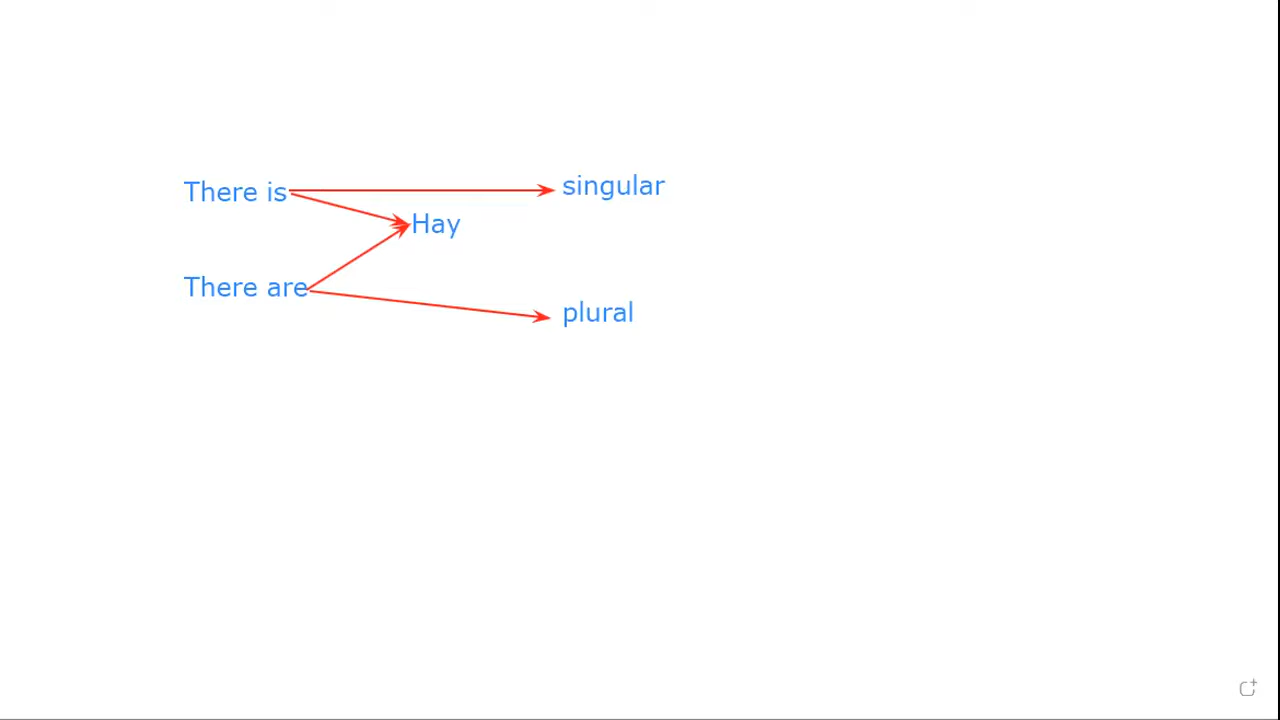 There is
singular
Hay
There are
plural